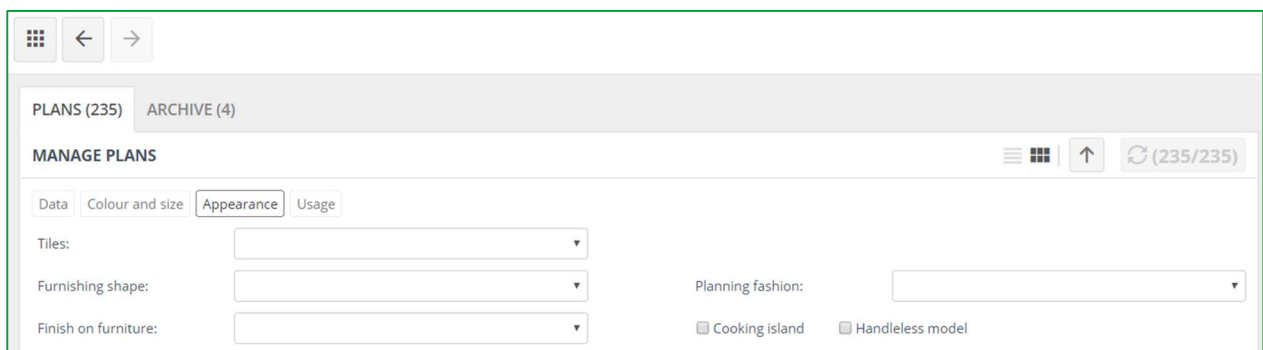 PLANS (235) ARCHIVE (4)
MANAGE PLANS (235/235)
Data Colour and size Appearance Usage
Tiles:
Furnishing shape: Planning fashion:
Finish on furniture: Cooking island Handleless model